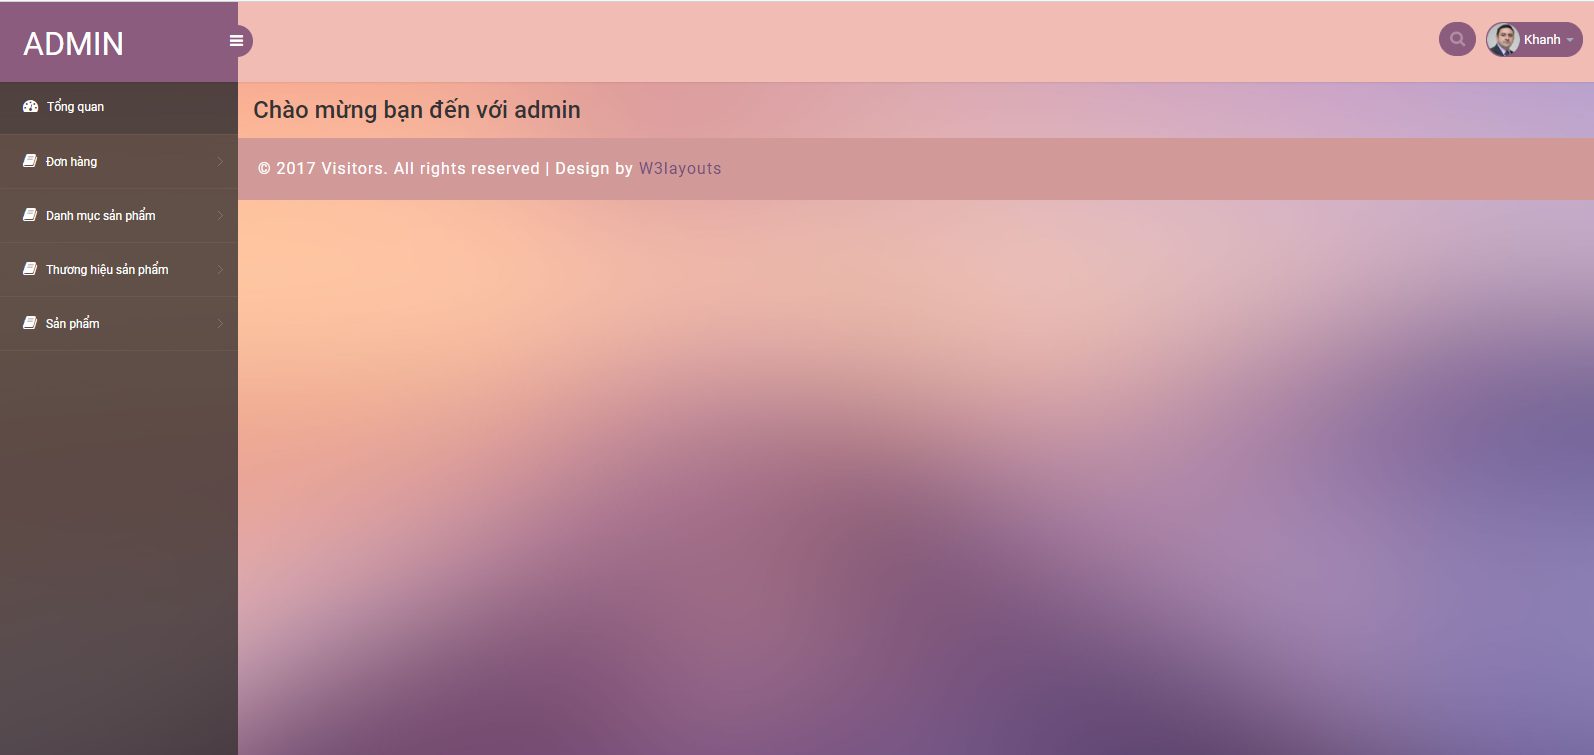 ADMIN
Khanh
Tổng quan
Đơn hàng
Danh mục sản phẩm
Thương hiệu sản phẩm
Sản phẩm
Chào mừng bạn đến với admin
© 2017 Visitors. All rights reserved | Design by W3layouts